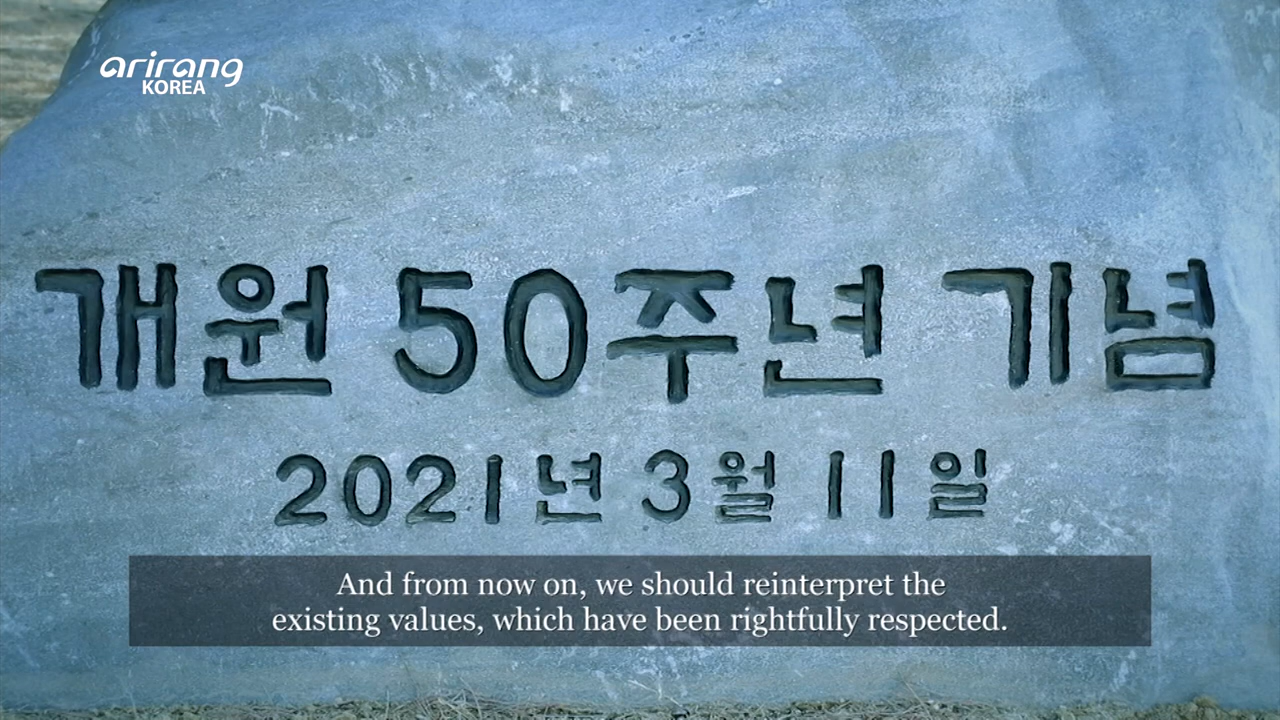 arirang
KOREA
개원 50주년 기념
2021년 3월 11일
And from now on, we should reinterpret the
existing values, which have been rightfully respected.